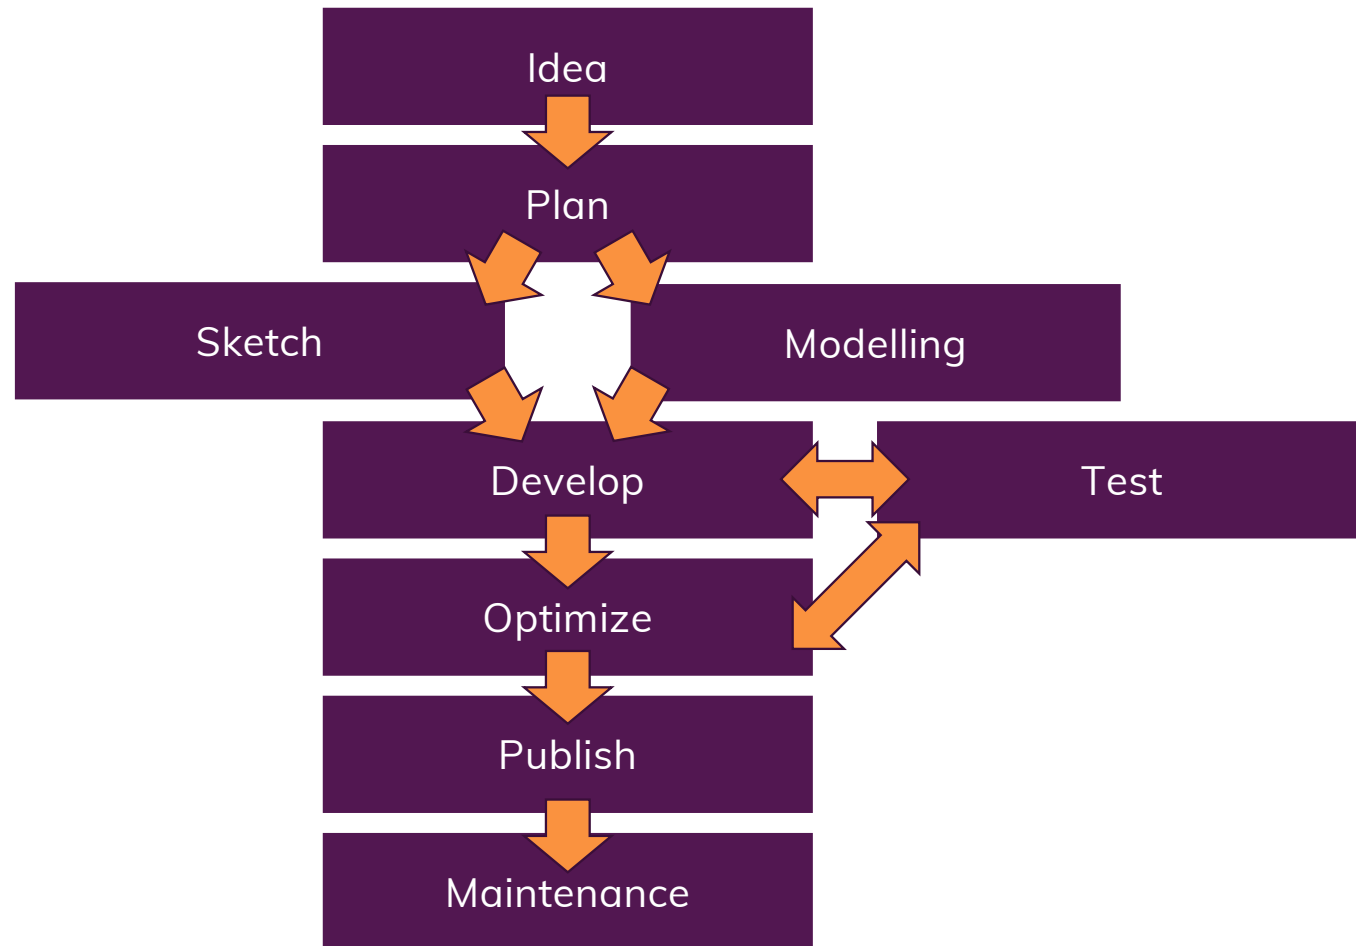 Idea
Plan
Sketch
Modelling
Develop
Test
Optimize
Publish
Maintenance